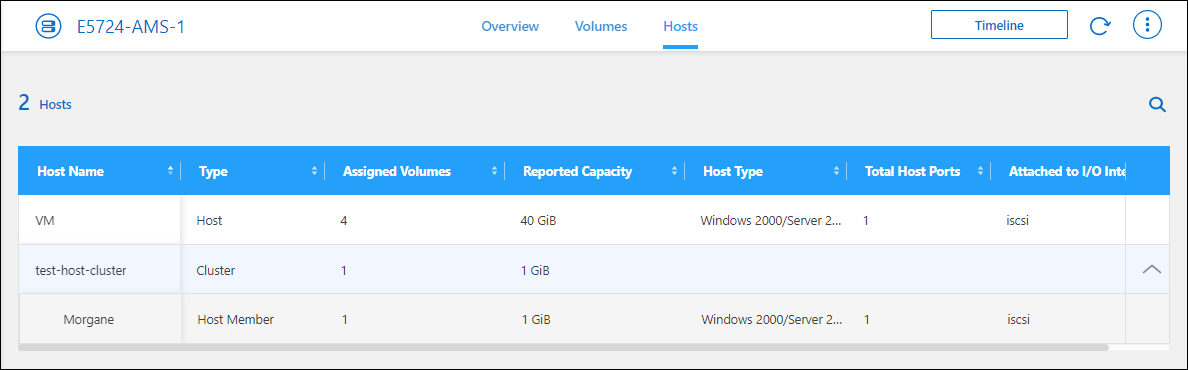 E5724-AMS-1 Overview Volumes Hosts Timeline
2 Hosts
Host Name Type Assigned Volumes Reported Capacity Host Type Total Host Ports Attached to I/O Inte
VM Host 4 40 GiB Windows 2000/Server 2... 1 iscsi
test-host-cluster Cluster 1 1 GiB
Morgane Host Member 1 1 GiB Windows 2000/Server 2... 1 iscsi